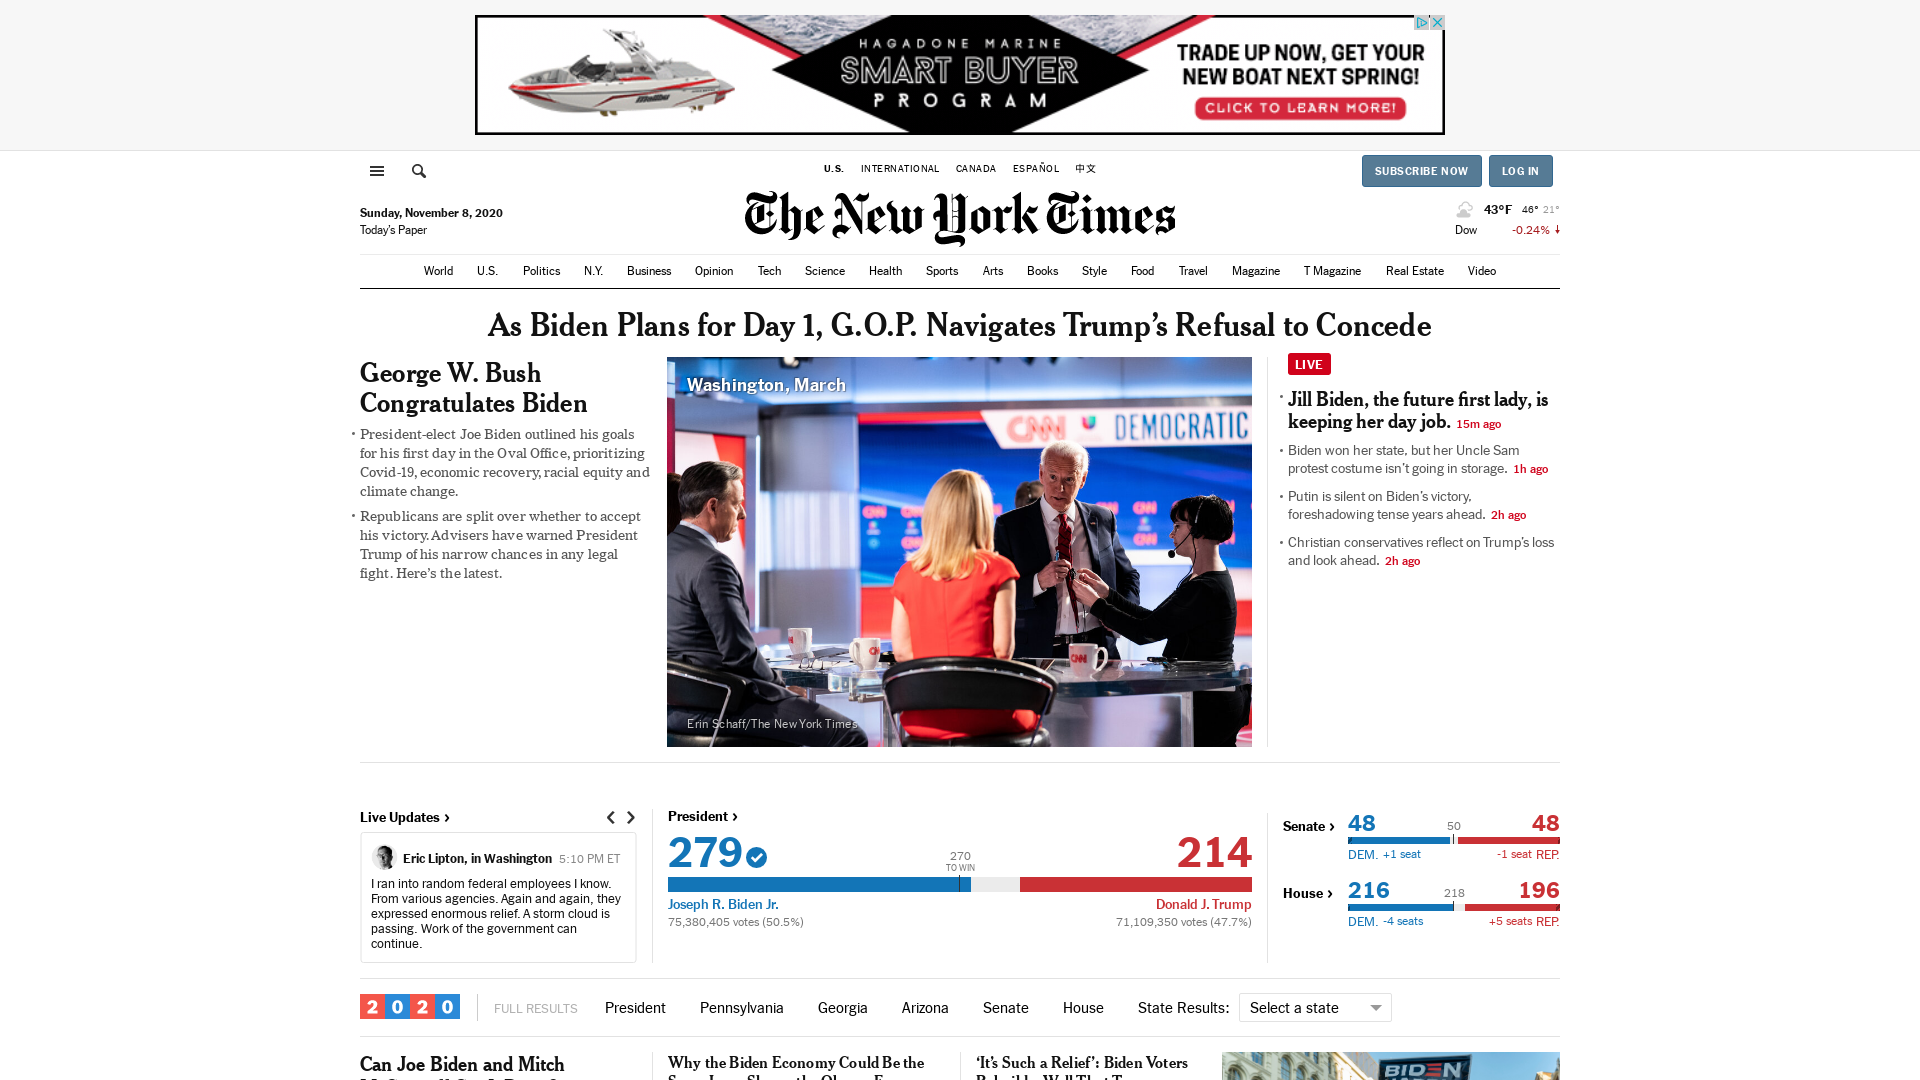 HAGADONE MARINE
SMART BUYER
PROGRAM
TRADE UP NOW, GET YOUR
NEW BOAT NEXT SPRING!
CLICK TO LEARN MORE!
U.S. INTERNATIONAL CANADA ESPAÑOL 中文
SUBSCRIBE NOW LOG IN
The New York Times
Sunday, November 8, 2020
Today's Paper
43°F 46° 21°
Dow -0.24%
World U.S. Politics N.Y. Business Opinion Tech Science Health Sports Arts Books Style Food Travel Magazine T Magazine Real Estate Video
As Biden Plans for Day 1, G.O.P. Navigates Trump's Refusal to Concede
George W. Bush
Congratulates Biden
• President-elect Joe Biden outlined his goals
for his first day in the Oval Office, prioritizing
Covid-19, economic recovery, racial equity and
climate change.
• Republicans are split over whether to accept
his victory. Advisers have warned President
Trump of his narrow chances in any legal
fight. Here's the latest.
Washington, March
CNN DEMOCRATIC
Erin Schaff/The New York Times
LIVE
• Jill Biden, the future first lady, is
keeping her day job. 15m ago
• Biden won her state, but her Uncle Sam
protest costume isn't going in storage. 1h ago
• Putin is silent on Biden's victory,
foreshadowing tense years ahead. 2h ago
• Christian conservatives reflect on Trump's loss
and look ahead. 2h ago
Live Updates
Eric Lipton, in Washington 5:10 PM ET
I ran into random federal employees I know.
From various agencies. Again and again, they
expressed enormous relief. A storm cloud is
passing. Work of the government can
continue.
President
279 214
270
TO WIN
Joseph R. Biden Jr. Donald J. Trump
75,380,405 votes (50.5%) 71,109,350 votes (47.7%)
Senate 48 50 48
DEM. +1 seat -1 seat REP.
House 216 218 196
DEM. -4 seats +5 seats REP.
2020 FULL RESULTS President Pennsylvania Georgia Arizona Senate House State Results: Select a state
Can Joe Biden and Mitch
Why the Biden Economy Could Be the
'It's Such a Relief': Biden Voters
BIDEN